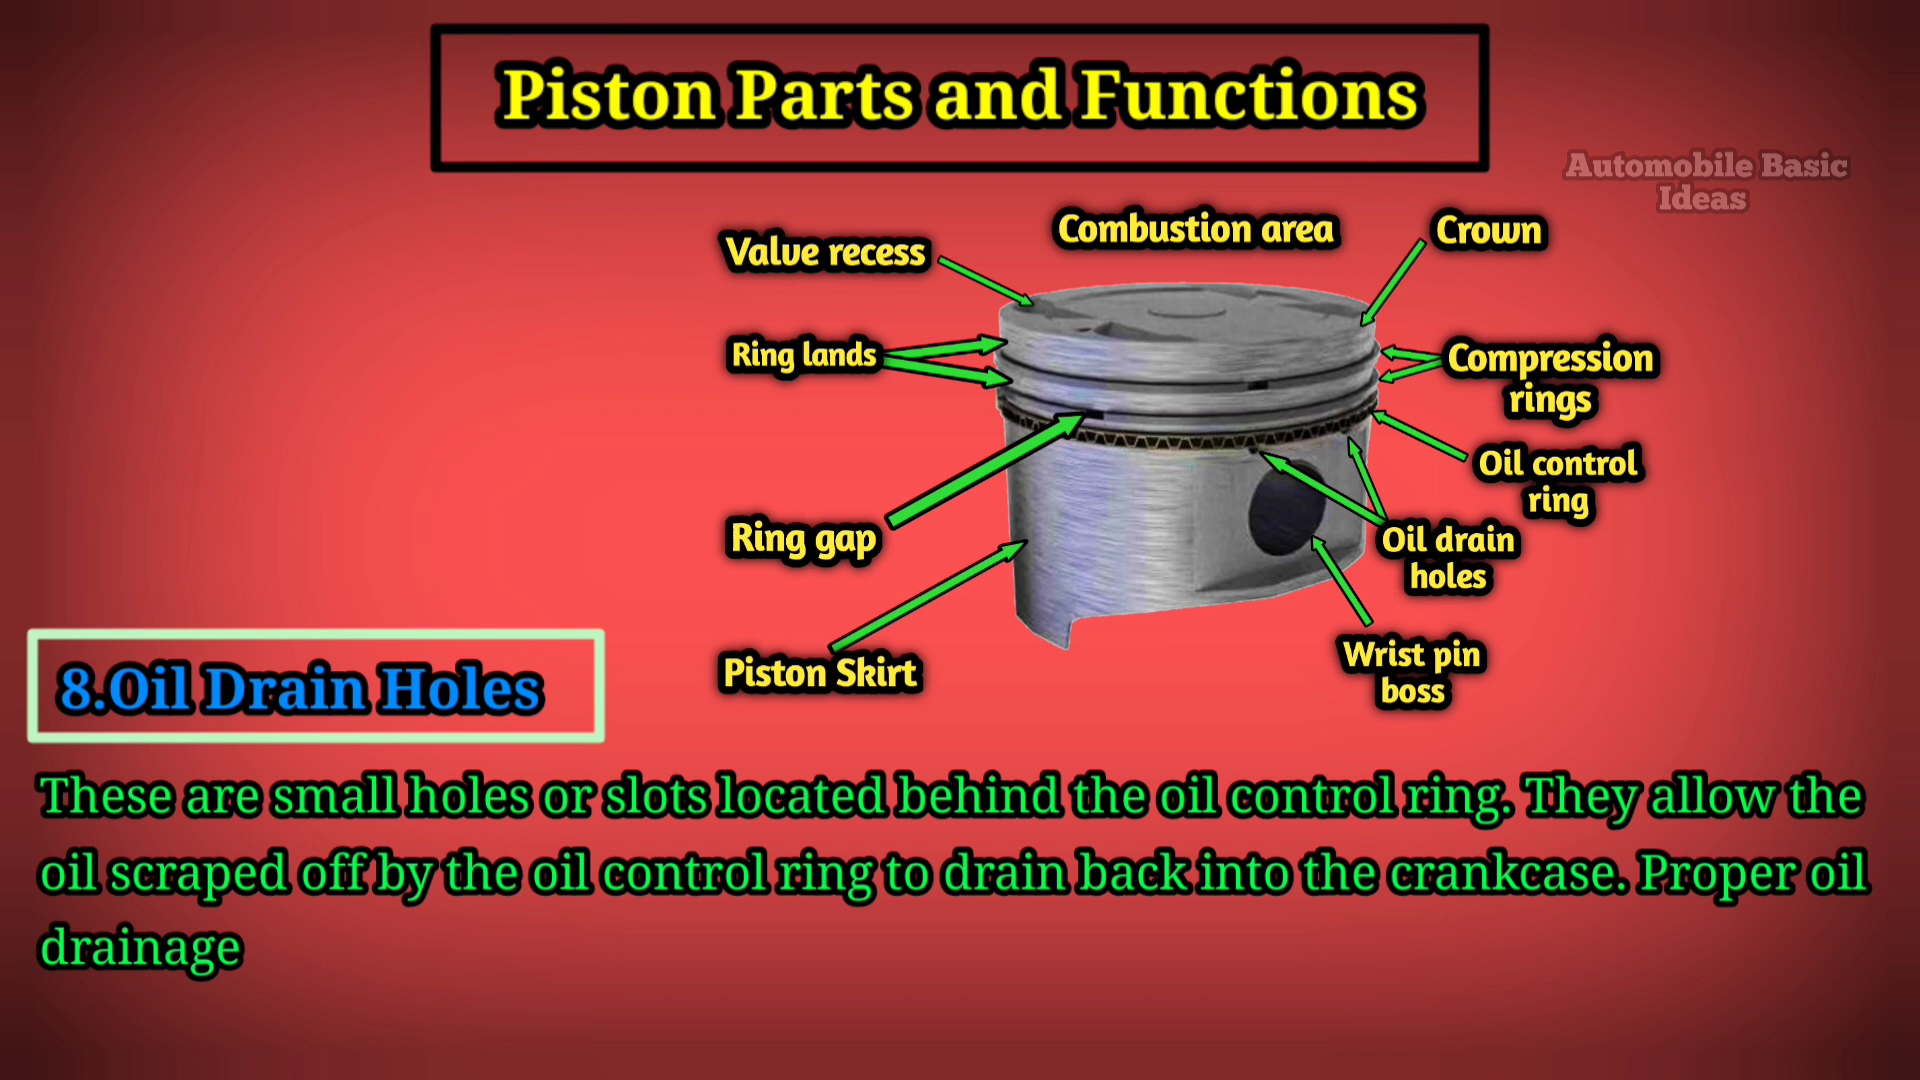 Piston Parts and Functions
Automobile Basic
Ideas
Valve recess
Combustion area
Crown
Ring lands
Compression
rings
Oil control
ring
Ring gap
Oil drain
holes
Piston Skirt
Wrist pin
boss
8.Oil Drain Holes
These are small holes or slots located behind the oil control ring. They allow the
oil scraped off by the oil control ring to drain back into the crankcase. Proper oil
drainage